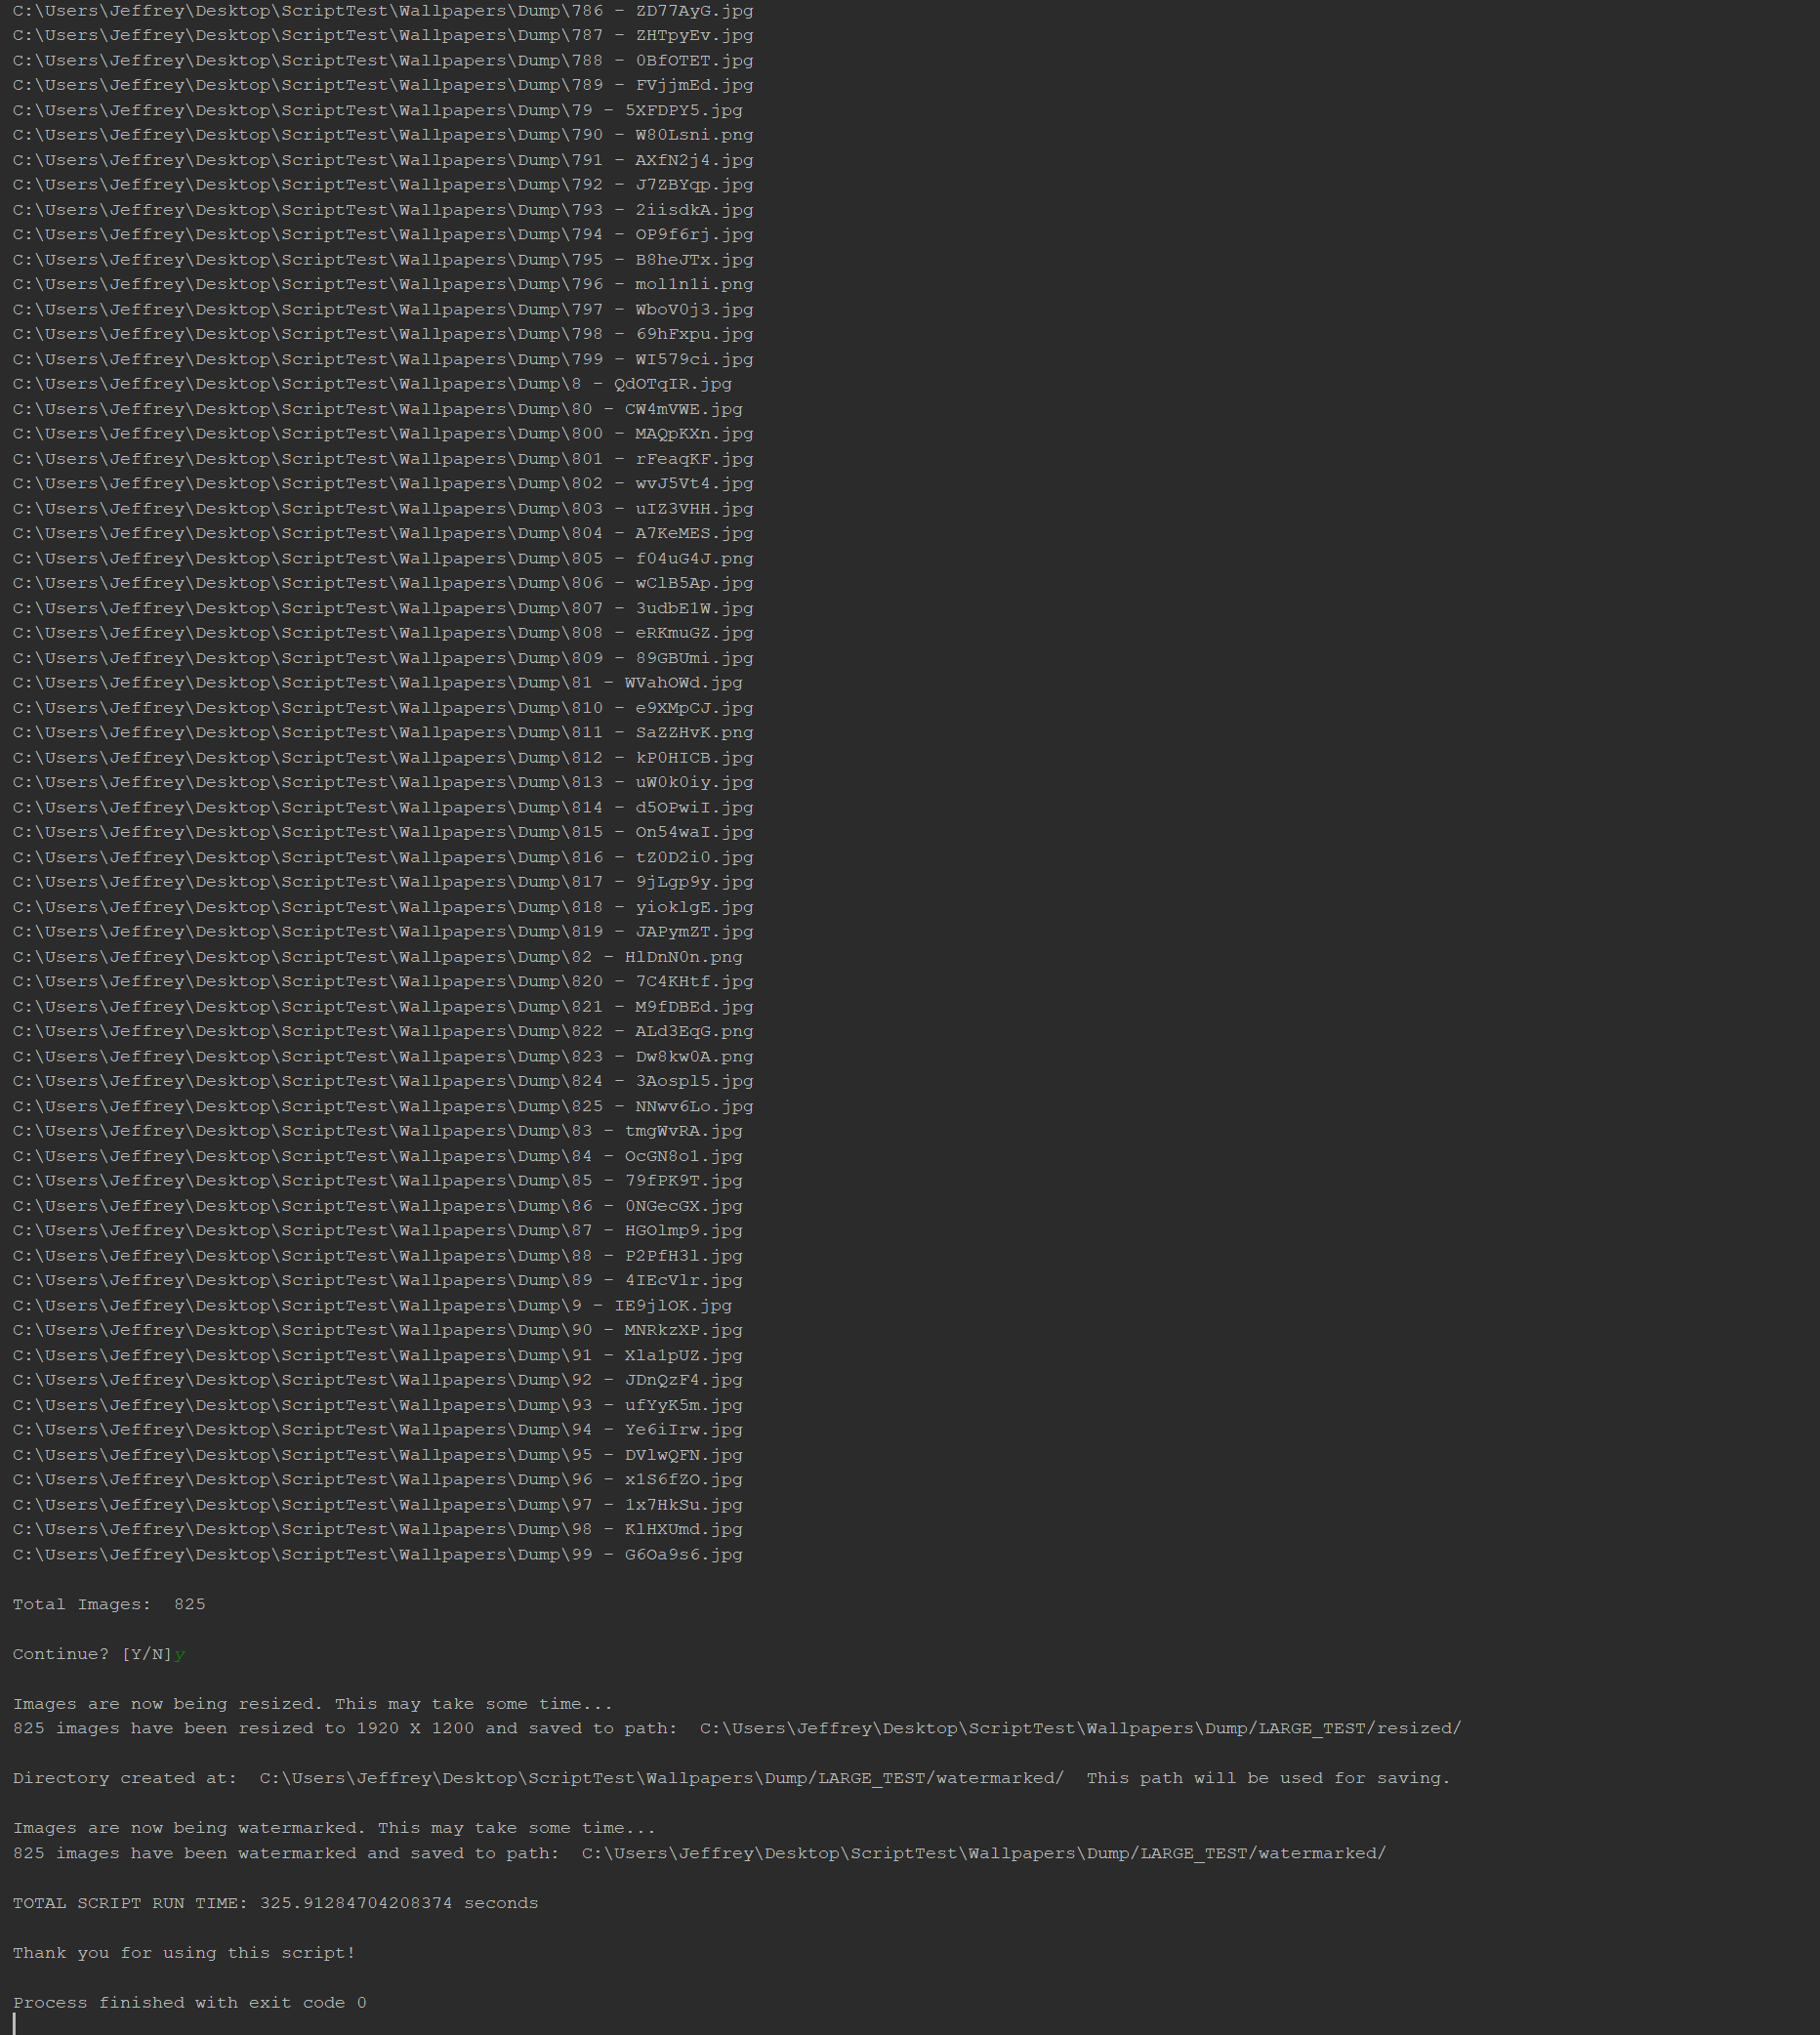 C:\Users\Jeffrey\Desktop\ScriptTest\Wallpapers\Dump\786 - ZD77AyG.jpg
C:\Users\Jeffrey\Desktop\ScriptTest\Wallpapers\Dump\787 - ZHTpyEv.jpg
C:\Users\Jeffrey\Desktop\ScriptTest\Wallpapers\Dump\788 - 0BfOTET.jpg
C:\Users\Jeffrey\Desktop\ScriptTest\Wallpapers\Dump\789 - FVjjmEd.jpg
C:\Users\Jeffrey\Desktop\ScriptTest\Wallpapers\Dump\79 - 5XFDPY5.jpg
C:\Users\Jeffrey\Desktop\ScriptTest\Wallpapers\Dump\790 - W80Lsni.png
C:\Users\Jeffrey\Desktop\ScriptTest\Wallpapers\Dump\791 - AXfN2j4.jpg
C:\Users\Jeffrey\Desktop\ScriptTest\Wallpapers\Dump\792 - J7ZBYqp.jpg
C:\Users\Jeffrey\Desktop\ScriptTest\Wallpapers\Dump\793 - 2iisdkA.jpg
C:\Users\Jeffrey\Desktop\ScriptTest\Wallpapers\Dump\794 - OP9f6rj.jpg
C:\Users\Jeffrey\Desktop\ScriptTest\Wallpapers\Dump\795 - B8heJTx.jpg
C:\Users\Jeffrey\Desktop\ScriptTest\Wallpapers\Dump\796 - mol1n1i.png
C:\Users\Jeffrey\Desktop\ScriptTest\Wallpapers\Dump\797 - WboV0j3.jpg
C:\Users\Jeffrey\Desktop\ScriptTest\Wallpapers\Dump\798 - 69hFxpu.jpg
C:\Users\Jeffrey\Desktop\ScriptTest\Wallpapers\Dump\799 - WI579ci.jpg
C:\Users\Jeffrey\Desktop\ScriptTest\Wallpapers\Dump\8 - QdOTqIR.jpg
C:\Users\Jeffrey\Desktop\ScriptTest\Wallpapers\Dump\80 - CW4mVWE.jpg
C:\Users\Jeffrey\Desktop\ScriptTest\Wallpapers\Dump\800 - MAQpKXn.jpg
C:\Users\Jeffrey\Desktop\ScriptTest\Wallpapers\Dump\801 - rFeaqKF.jpg
C:\Users\Jeffrey\Desktop\ScriptTest\Wallpapers\Dump\802 - wvJ5Vt4.jpg
C:\Users\Jeffrey\Desktop\ScriptTest\Wallpapers\Dump\803 - uIZ3VHH.jpg
C:\Users\Jeffrey\Desktop\ScriptTest\Wallpapers\Dump\804 - A7KeMES.jpg
C:\Users\Jeffrey\Desktop\ScriptTest\Wallpapers\Dump\805 - f04uG4J.png
C:\Users\Jeffrey\Desktop\ScriptTest\Wallpapers\Dump\806 - wClB5Ap.jpg
C:\Users\Jeffrey\Desktop\ScriptTest\Wallpapers\Dump\807 - 3udbE1W.jpg
C:\Users\Jeffrey\Desktop\ScriptTest\Wallpapers\Dump\808 - eRKmuGZ.jpg
C:\Users\Jeffrey\Desktop\ScriptTest\Wallpapers\Dump\809 - 89GBUmi.jpg
C:\Users\Jeffrey\Desktop\ScriptTest\Wallpapers\Dump\81 - WVahOWd.jpg
C:\Users\Jeffrey\Desktop\ScriptTest\Wallpapers\Dump\810 - e9XMpCJ.jpg
C:\Users\Jeffrey\Desktop\ScriptTest\Wallpapers\Dump\811 - SaZZHvK.png
C:\Users\Jeffrey\Desktop\ScriptTest\Wallpapers\Dump\812 - kP0HICB.jpg
C:\Users\Jeffrey\Desktop\ScriptTest\Wallpapers\Dump\813 - uW0k0iy.jpg
C:\Users\Jeffrey\Desktop\ScriptTest\Wallpapers\Dump\814 - d5OPwiI.jpg
C:\Users\Jeffrey\Desktop\ScriptTest\Wallpapers\Dump\815 - On54waI.jpg
C:\Users\Jeffrey\Desktop\ScriptTest\Wallpapers\Dump\816 - tZ0D2i0.jpg
C:\Users\Jeffrey\Desktop\ScriptTest\Wallpapers\Dump\817 - 9jLgp9y.jpg
C:\Users\Jeffrey\Desktop\ScriptTest\Wallpapers\Dump\818 - yioklgE.jpg
C:\Users\Jeffrey\Desktop\ScriptTest\Wallpapers\Dump\819 - JAPymZT.jpg
C:\Users\Jeffrey\Desktop\ScriptTest\Wallpapers\Dump\82 - HlDnN0n.png
C:\Users\Jeffrey\Desktop\ScriptTest\Wallpapers\Dump\820 - 7C4KHtf.jpg
C:\Users\Jeffrey\Desktop\ScriptTest\Wallpapers\Dump\821 - M9fDBEd.jpg
C:\Users\Jeffrey\Desktop\ScriptTest\Wallpapers\Dump\822 - ALd3EqG.png
C:\Users\Jeffrey\Desktop\ScriptTest\Wallpapers\Dump\823 - Dw8kw0A.png
C:\Users\Jeffrey\Desktop\ScriptTest\Wallpapers\Dump\824 - 3Aospl5.jpg
C:\Users\Jeffrey\Desktop\ScriptTest\Wallpapers\Dump\825 - NNwv6Lo.jpg
C:\Users\Jeffrey\Desktop\ScriptTest\Wallpapers\Dump\83 - tmgWvRA.jpg
C:\Users\Jeffrey\Desktop\ScriptTest\Wallpapers\Dump\84 - OcGN8o1.jpg
C:\Users\Jeffrey\Desktop\ScriptTest\Wallpapers\Dump\85 - 79fPK9T.jpg
C:\Users\Jeffrey\Desktop\ScriptTest\Wallpapers\Dump\86 - 0NGecGX.jpg
C:\Users\Jeffrey\Desktop\ScriptTest\Wallpapers\Dump\87 - HGOlmp9.jpg
C:\Users\Jeffrey\Desktop\ScriptTest\Wallpapers\Dump\88 - P2PfH3l.jpg
C:\Users\Jeffrey\Desktop\ScriptTest\Wallpapers\Dump\89 - 4IEcVlr.jpg
C:\Users\Jeffrey\Desktop\ScriptTest\Wallpapers\Dump\9 - IE9jlOK.jpg
C:\Users\Jeffrey\Desktop\ScriptTest\Wallpapers\Dump\90 - MNRkzXP.jpg
C:\Users\Jeffrey\Desktop\ScriptTest\Wallpapers\Dump\91 - Xla1pUZ.jpg
C:\Users\Jeffrey\Desktop\ScriptTest\Wallpapers\Dump\92 - JDnQzF4.jpg
C:\Users\Jeffrey\Desktop\ScriptTest\Wallpapers\Dump\93 - ufYyK5m.jpg
C:\Users\Jeffrey\Desktop\ScriptTest\Wallpapers\Dump\94 - Ye6iIrw.jpg
C:\Users\Jeffrey\Desktop\ScriptTest\Wallpapers\Dump\95 - DVlwQFN.jpg
C:\Users\Jeffrey\Desktop\ScriptTest\Wallpapers\Dump\96 - x1S6fZO.jpg
C:\Users\Jeffrey\Desktop\ScriptTest\Wallpapers\Dump\97 - 1x7HkSu.jpg
C:\Users\Jeffrey\Desktop\ScriptTest\Wallpapers\Dump\98 - KlHXUmd.jpg
C:\Users\Jeffrey\Desktop\ScriptTest\Wallpapers\Dump\99 - G6Oa9s6.jpg
Total Images:  825
Continue? [Y/N]y
Images are now being resized. This may take some time...
825 images have been resized to 1920 X 1200 and saved to path:  C:\Users\Jeffrey\Desktop\ScriptTest\Wallpapers\Dump/LARGE_TEST/resized/
Directory created at:  C:\Users\Jeffrey\Desktop\ScriptTest\Wallpapers\Dump/LARGE_TEST/watermarked/  This path will be used for saving.
Images are now being watermarked. This may take some time...
825 images have been watermarked and saved to path:  C:\Users\Jeffrey\Desktop\ScriptTest\Wallpapers\Dump/LARGE_TEST/watermarked/
TOTAL SCRIPT RUN TIME: 325.91284704208374 seconds
Thank you for using this script!
Process finished with exit code 0